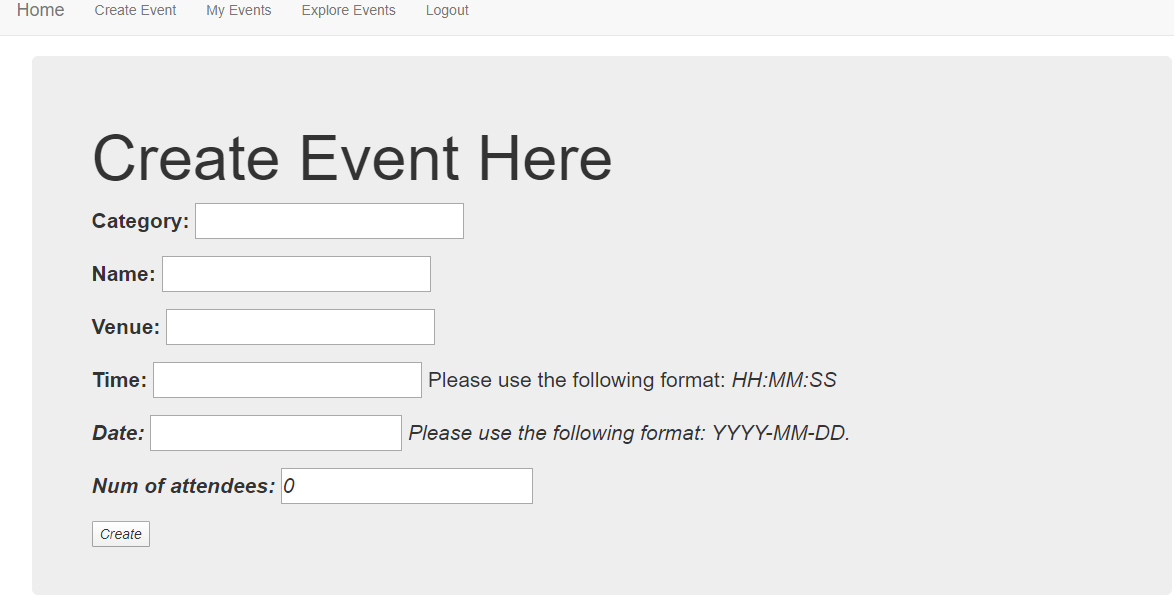 Home Create Event My Events Explore Events Logout
Create Event Here
Category:
Name:
Venue:
Time: Please use the following format: HH:MM:SS
Date: Please use the following format: YYYY-MM-DD.
Num of attendees: 0
Create